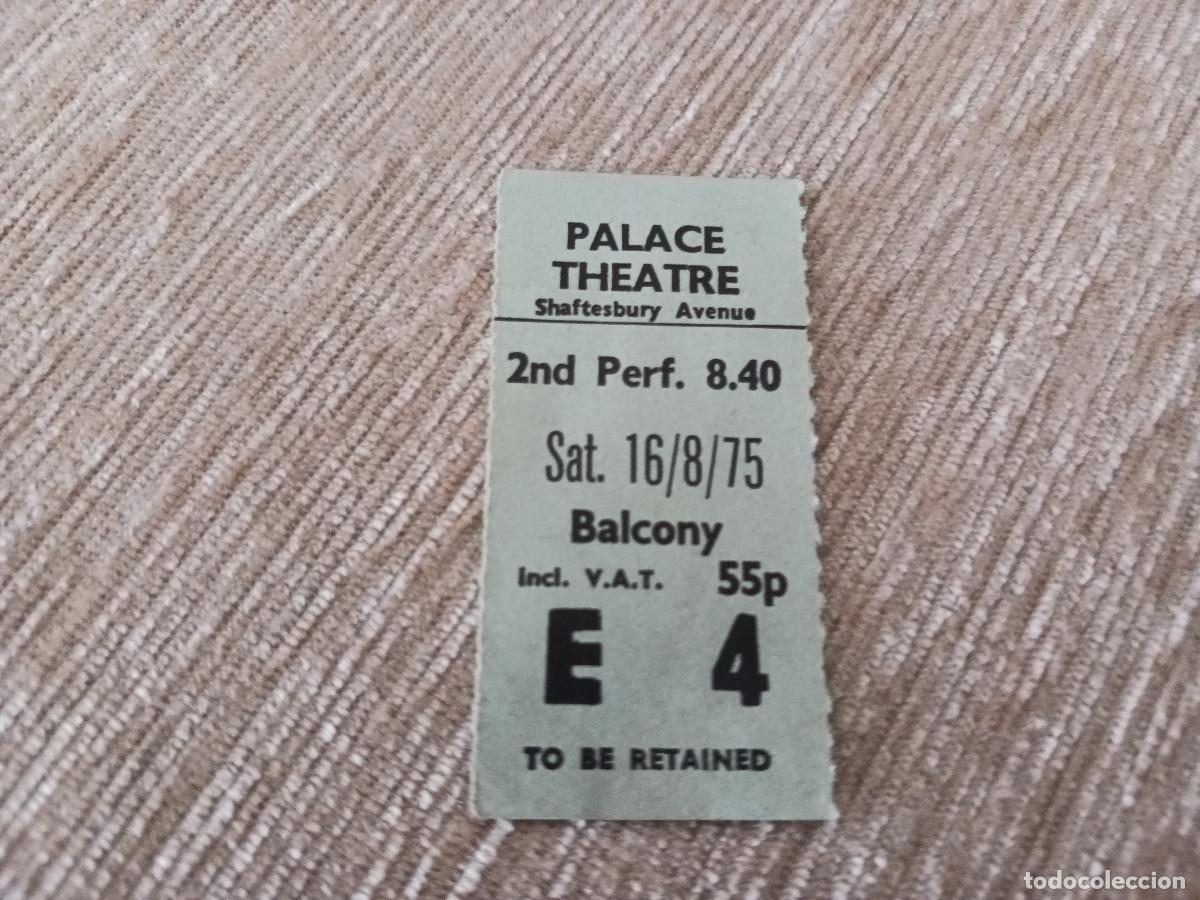 PALACE
THEATRE
Shaftesbury Avenue
2nd Perf. 8.40
Sat. 16/8/75
Balcony
Incl. V.A.T. 55p
E 4
TO BE RETAINED
todocoleccion